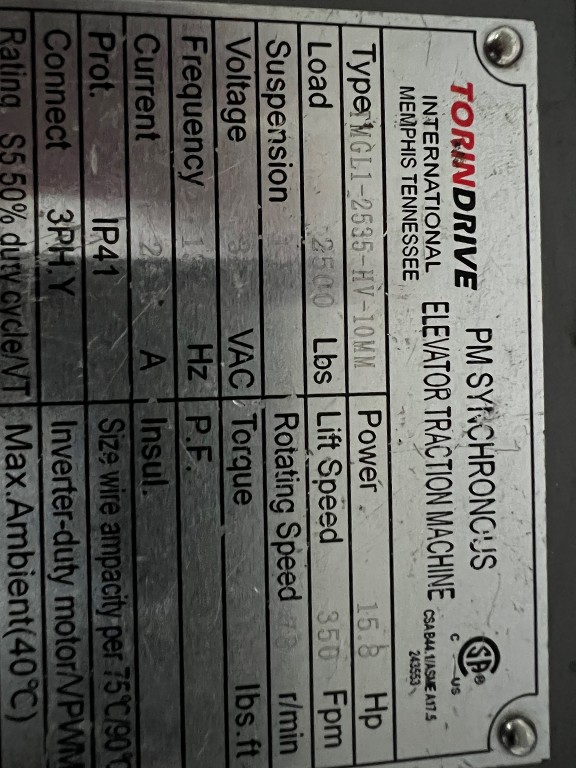 TORINDRIVE PM SYNCHRONOUS
INTERNATIONAL ELEVATOR TRACTION MACHINE
MEMPHIS TENNESSEE
SA® C US
CSA B44.1/ASME A17.5
243553
Type MGL1-2535-HV-10MM Power 15.8 Hp
Load 2500 Lbs Lift Speed 350 Fpm
Suspension Rotating Speed r/min
Voltage VAC Torque lbs.ft
Frequency Hz P.F.
Current A Insul.
Prot. IP41 Size wire ampacity per 75℃/90℃
Connect 3PH.Y Inverter-duty motor/VPWM
Rating S5 50% duty cycle/VT Max.Ambient(40℃)